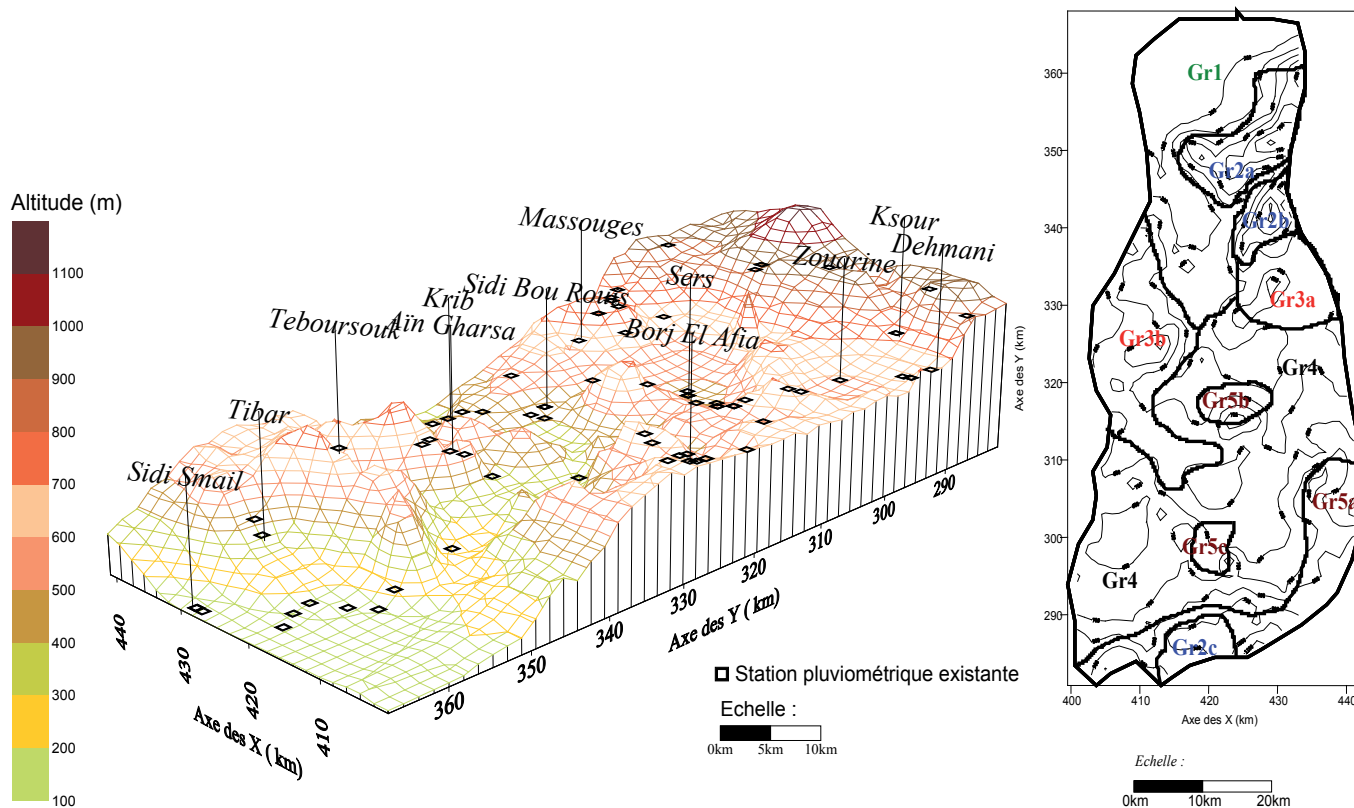 Altitude (m)
1100
1000
900
800
700
600
500
400
300
200
100
Sidi Smail
Tibar
Teboursouk
Krib
Aïn Gharsa
Sidi Bou Rouis
Massouges
Sers
Borj El Afia
Zouarine
Ksour
Dehmani
440
430
420
410
Axe des X ( km)
360
350
340
330
320
310
300
290
Axe des Y ( km)
Station pluviométrique existante
Echelle :
0km
5km
10km
360
350
340
330
320
310
300
290
Axe des Y (km)
Gr1
Gr2a
Gr2b
Gr3a
Gr3b
Gr4
Gr5b
Gr5a
Gr5c
Gr4
Gr2c
400
410
420
430
440
Axe des X (km)
Echelle :
0km
10km
20km